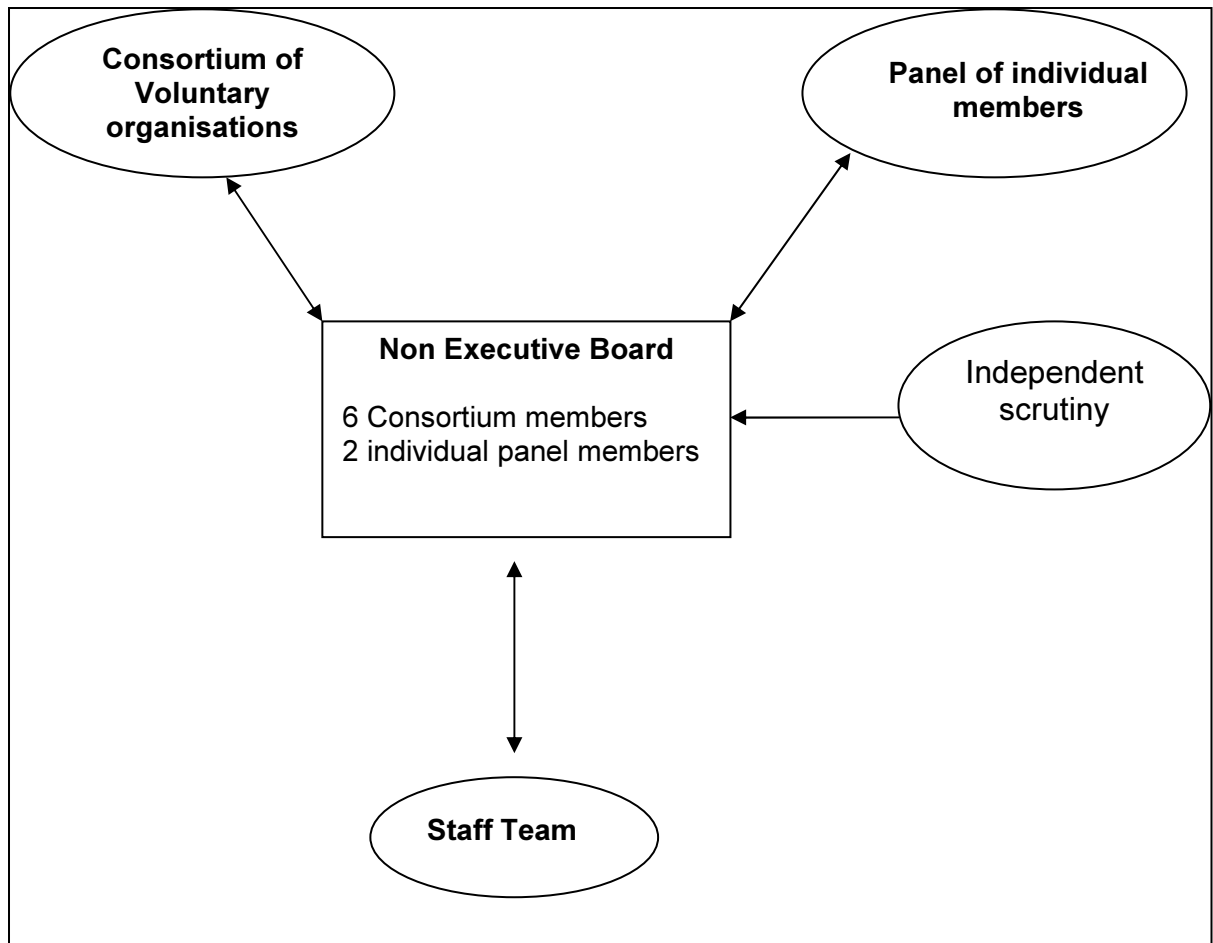 Consortium of
Voluntary
organisations
Panel of individual
members
Non Executive Board
6 Consortium members
2 individual panel members
Independent
scrutiny
Staff Team